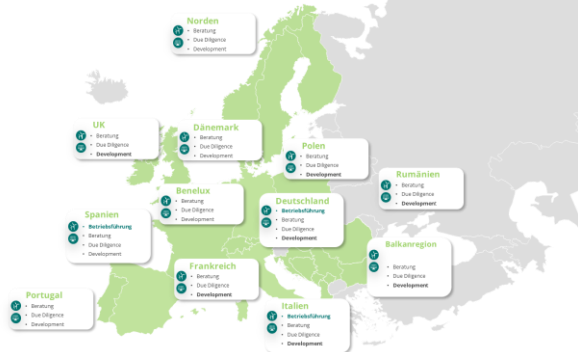 Norden
• Beratung
• Due Diligence
• Development
UK
• Beratung
• Due Diligence
• Development
Dänemark
• Beratung
• Due Diligence
• Development
Polen
• Beratung
• Due Diligence
• Development
Rumänien
• Beratung
• Due Diligence
• Development
Benelux
• Beratung
• Due Diligence
• Development
Deutschland
• Betriebsführung
• Beratung
• Due Diligence
• Development
Spanien
• Betriebsführung
• Beratung
• Due Diligence
• Development
Balkanregion
• Beratung
• Due Diligence
• Development
Frankreich
• Beratung
• Due Diligence
• Development
Portugal
• Beratung
• Due Diligence
• Development
Italien
• Betriebsführung
• Beratung
• Due Diligence
• Development